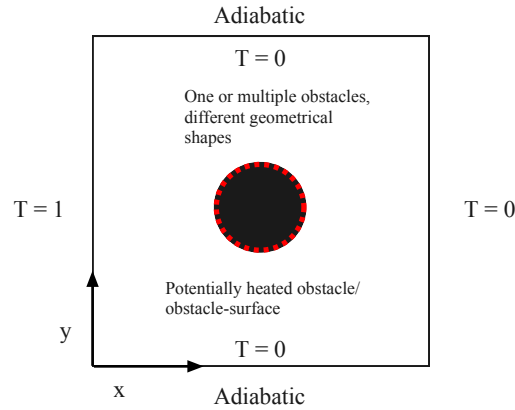 Adiabatic
T = 0
One or multiple obstacles,
different geometrical
shapes
T = 1
T = 0
Potentially heated obstacle/
obstacle-surface
y
T = 0
x
Adiabatic